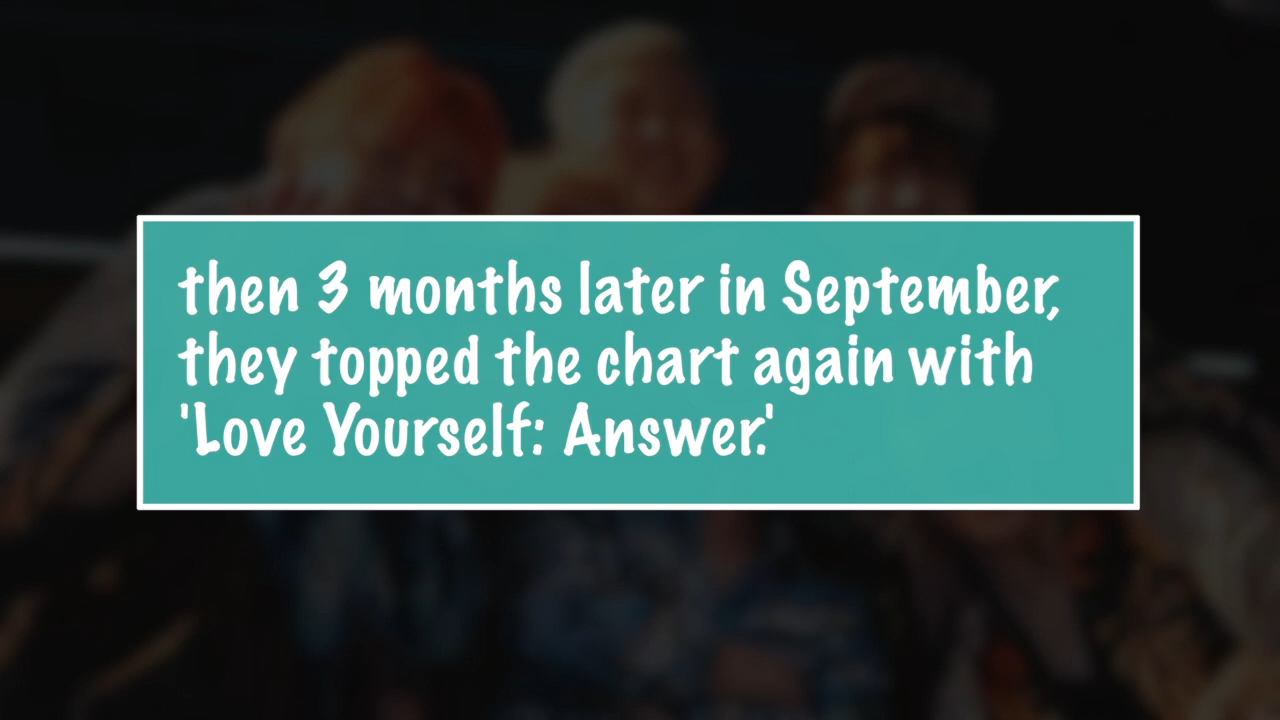 then 3 months later in September,
they topped the chart again with
'Love Yourself: Answer.'